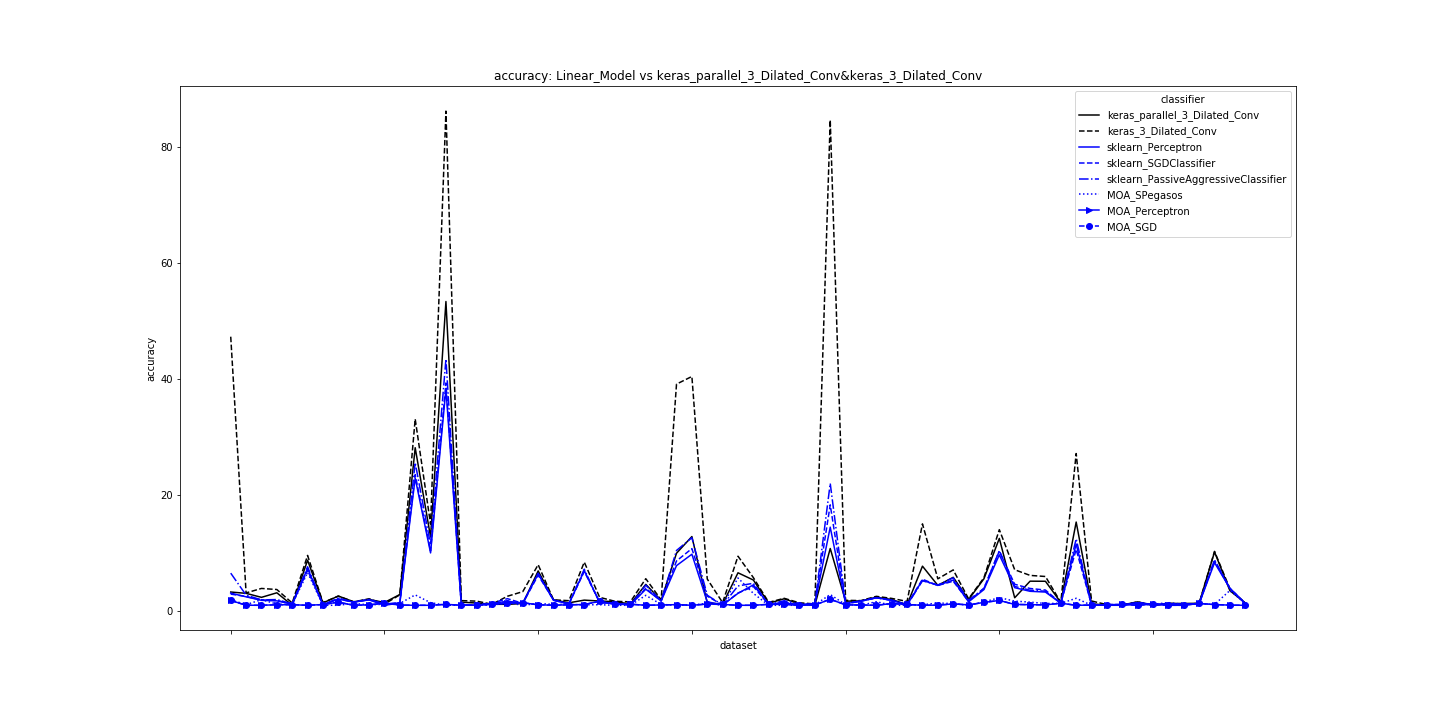 accuracy: Linear_Model vs keras_parallel_3_Dilated_Conv&keras_3_Dilated_Conv
classifier
keras_parallel_3_Dilated_Conv
keras_3_Dilated_Conv
sklearn_Perceptron
sklearn_SGDClassifier
sklearn_PassiveAggressiveClassifier
MOA_SPegasos
MOA_Perceptron
MOA_SGD
accuracy
80
60
40
20
0
dataset